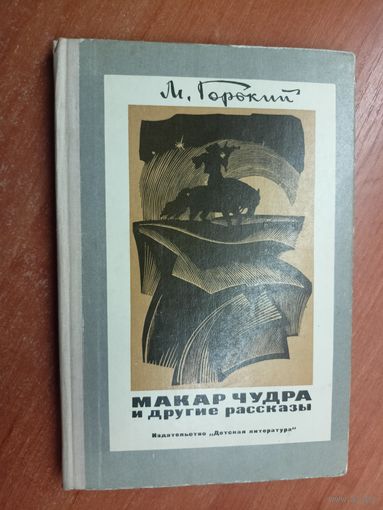 М. Горький
МАКАР ЧУДРА
и другие рассказы
Издательство „Детская литература"